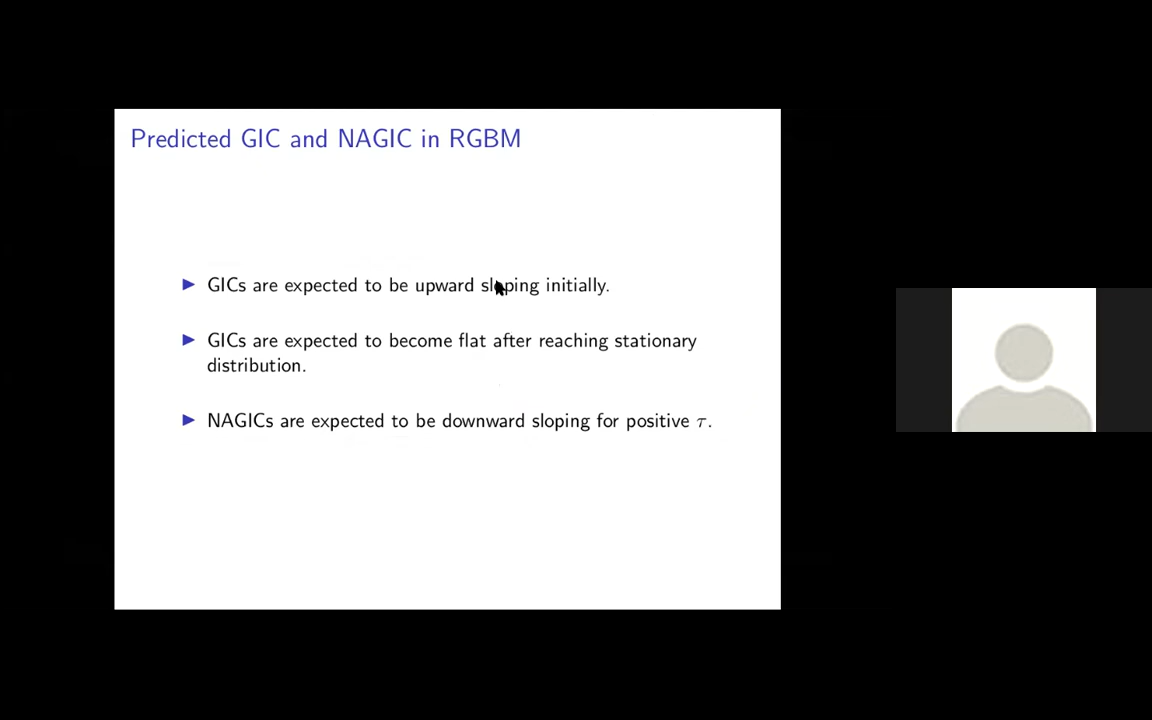 Predicted GIC and NAGIC in RGBM
▶ GICs are expected to be upward sloping initially.
▶ GICs are expected to become flat after reaching stationary
distribution.
▶ NAGICs are expected to be downward sloping for positive τ.